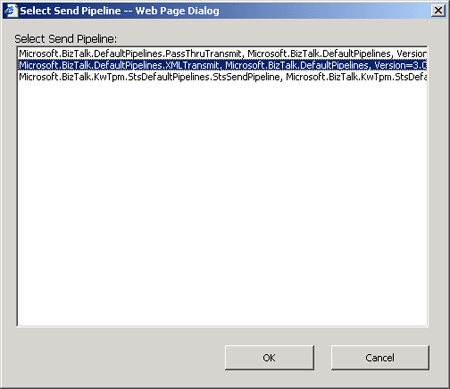 Select Send Pipeline -- Web Page Dialog
Select Send Pipeline:
Microsoft.BizTalk.DefaultPipelines.PassThruTransmit, Microsoft.BizTalk.DefaultPipelines, Version
Microsoft.BizTalk.DefaultPipelines.XMLTransmit, Microsoft.BizTalk.DefaultPipelines, Version=3.0
Microsoft.BizTalk.KwTpm.StsDefaultPipelines.StsSendPipeline, Microsoft.BizTalk.KwTpm.StsDefa
OK
Cancel